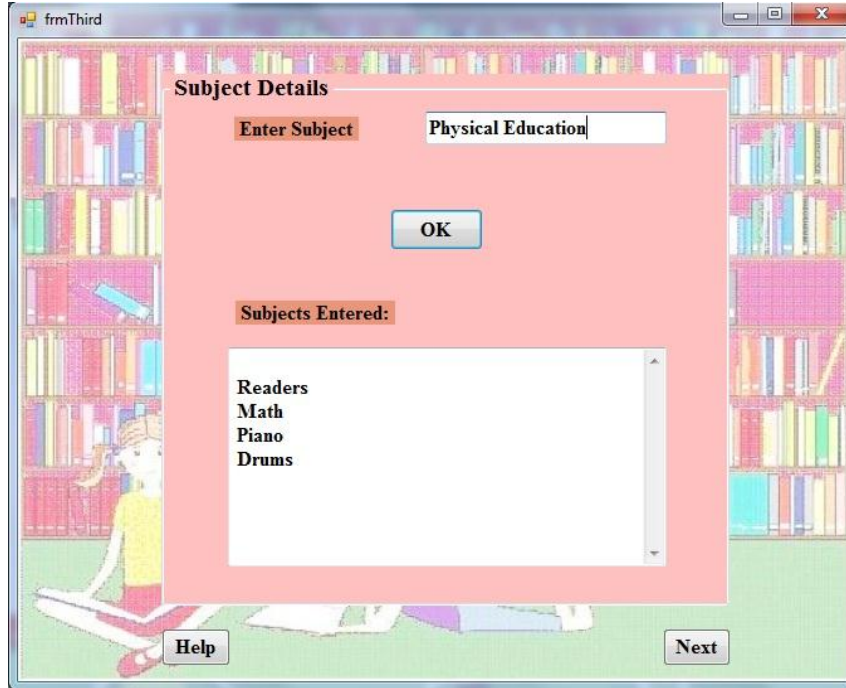 frmThird
Subject Details
Enter Subject Physical Education
OK
Subjects Entered:
Readers
Math
Piano
Drums
Help Next